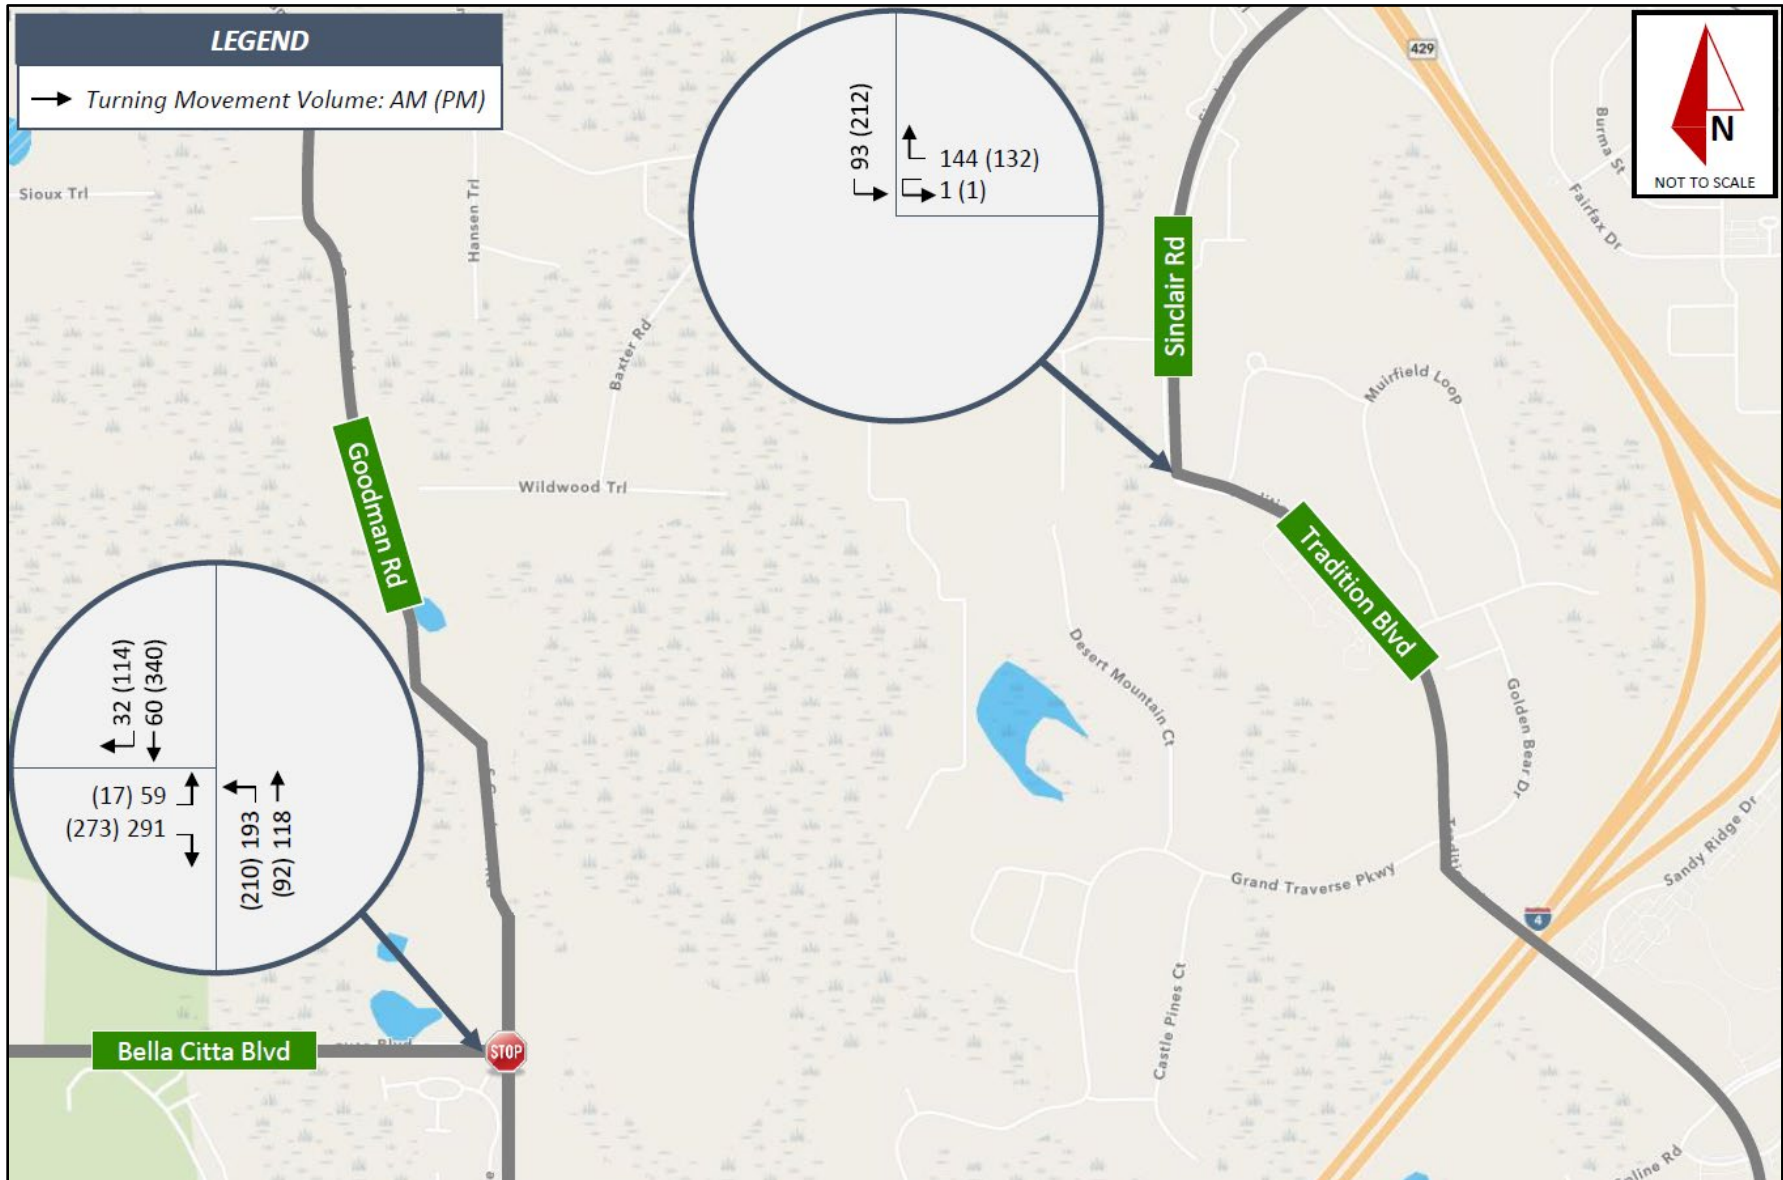 LEGEND
Turning Movement Volume: AM (PM)
429
N
NOT TO SCALE
Burma St
Fairfax Dr
Sioux Trl
Hansen Trl
93 (212)
144 (132)
1 (1)
Sinclair Rd
Baxter Rd
Muirfield Loop
Goodman Rd
Wildwood Trl
Tradition Blvd
32 (114)
60 (340)
(17) 59
(273) 291
(210) 193
(92) 118
Desert Mountain Ct
Golden Bear Dr
Sandy Ridge Dr
Grand Traverse Pkwy
4
Castle Pines Ct
Bella Citta Blvd
STOP